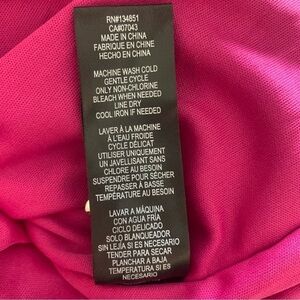 RN#134851
CA#07043
MADE IN CHINA
FABRIQUE EN CHINE
HECHO EN CHINA
MACHINE WASH COLD
GENTLE CYCLE
ONLY NON-CHLORINE
BLEACH WHEN NEEDED
LINE DRY
COOL IRON IF NEEDED
LAVER À LA MACHINE
À L'EAU FROIDE
CYCLE DÉLICAT
UTILISER UNIQUEMENT
UN JAVELLISANT SANS
CHLORE AU BESOIN
SUSPENDRE POUR SÉCHER
REPASSER À BASSE
TEMPÉRATURE AU BESOIN
LAVAR A MÁQUINA
CON AGUA FRÍA
CICLO DELICADO
SOLO BLANQUEADOR
SIN LEJÍA SI ES NECESARIO
TENDER PARA SECAR
PLANCHAR A BAJA
TEMPERATURA SI ES
NECESARIO